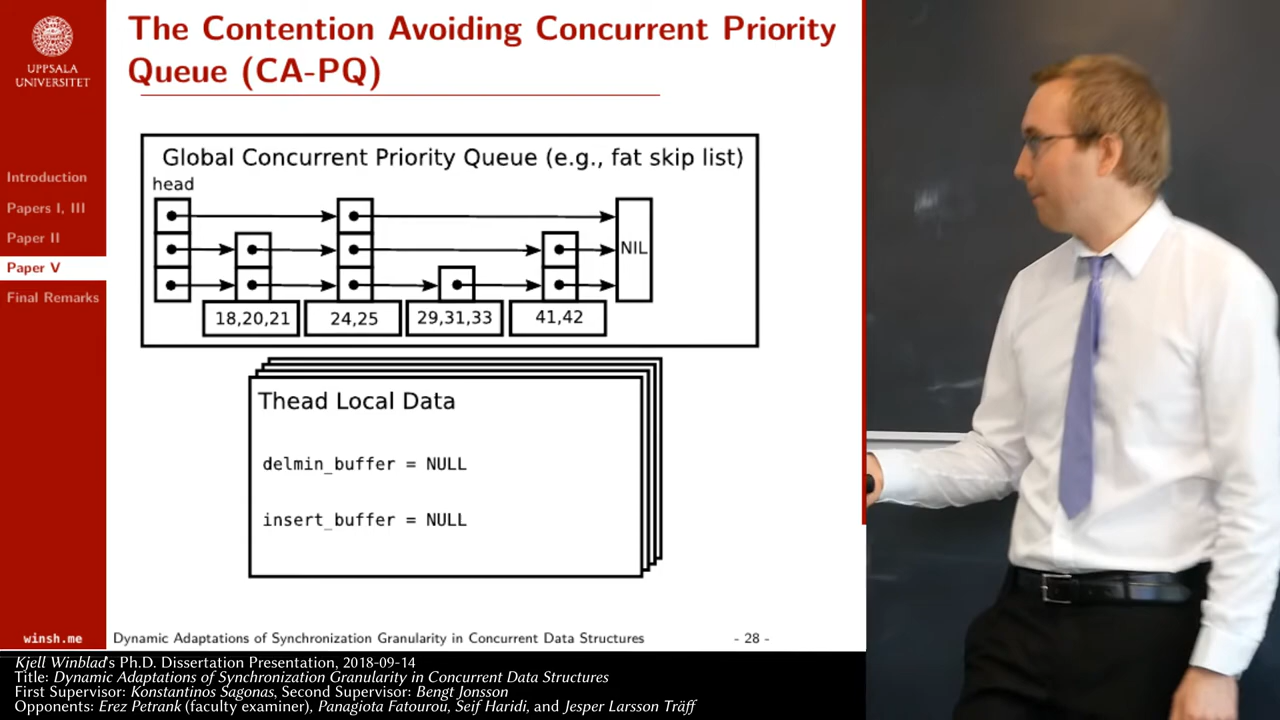 The Contention Avoiding Concurrent Priority
Queue (CA-PQ)
UPPSALA
UNIVERSITET
Introduction
Papers I, III
Paper II
Paper V
Final Remarks
Global Concurrent Priority Queue (e.g., fat skip list)
head
NIL
18,20,21
24,25
29,31,33
41,42
Thead Local Data
delmin_buffer = NULL
insert_buffer = NULL
winsh.me
Dynamic Adaptations of Synchronization Granularity in Concurrent Data Structures
- 28 -
Kjell Winblad's Ph.D. Dissertation Presentation, 2018-09-14
Title: Dynamic Adaptations of Synchronization Granularity in Concurrent Data Structures
First Supervisor: Konstantinos Sagonas, Second Supervisor: Bengt Jonsson
Opponents: Erez Petrank (faculty examiner), Panagiota Fatourou, Seif Haridi, and Jesper Larsson Träff